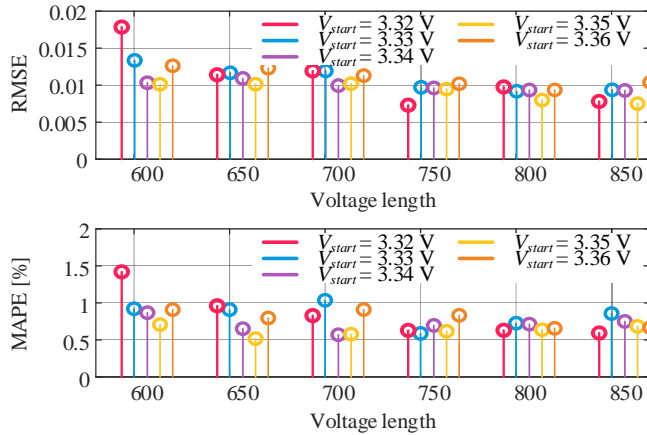 0.02
0.015
0.01
0.005
0
RMSE
V_start = 3.32 V
V_start = 3.33 V
V_start = 3.34 V
V_start = 3.35 V
V_start = 3.36 V
600 650 700 750 800 850
Voltage length
2
1.5
1
0.5
0
MAPE [%]
V_start = 3.32 V
V_start = 3.33 V
V_start = 3.34 V
V_start = 3.35 V
V_start = 3.36 V
600 650 700 750 800 850
Voltage length